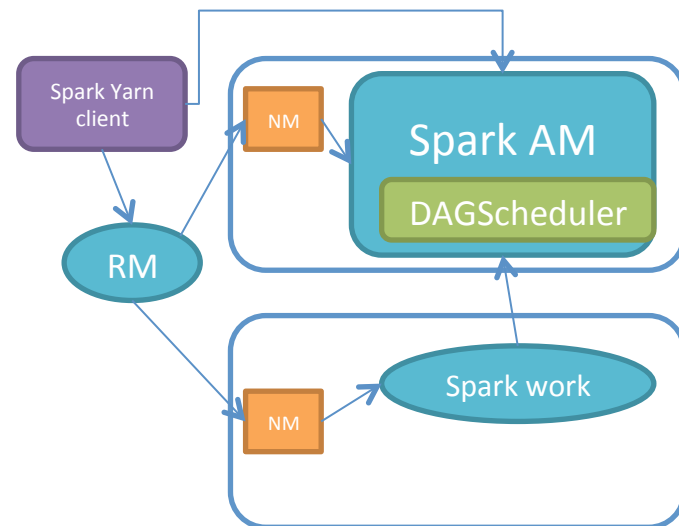 Spark Yarn
client
NM
Spark AM
DAGScheduler
RM
Spark work
NM